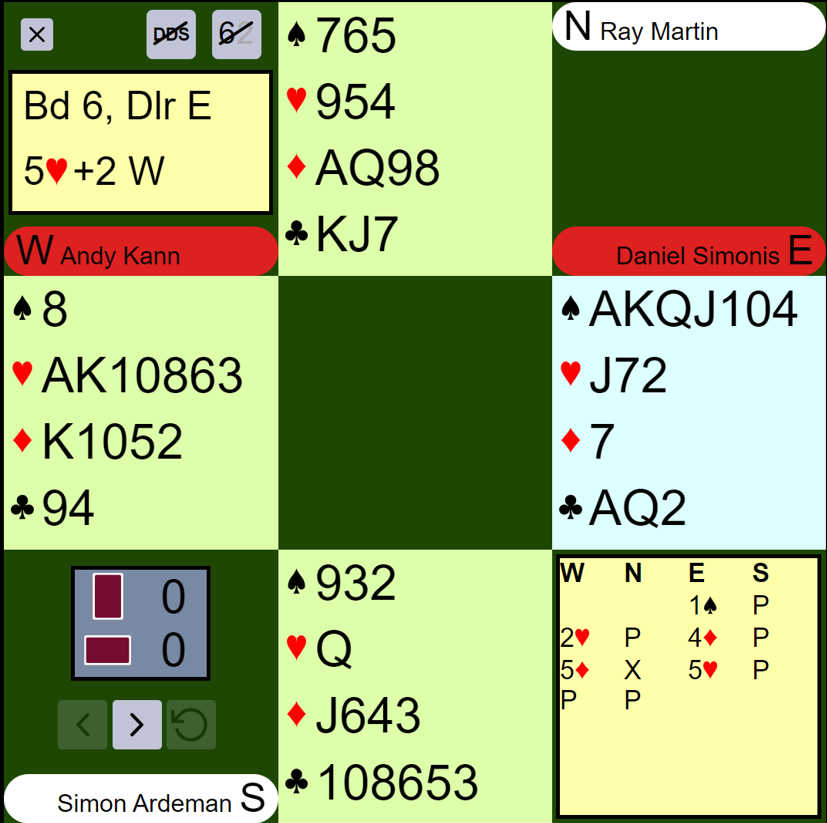 × DDS 62
Bd 6, Dlr E
5♥+2 W
♠ 765
♥ 954
♦ AQ98
♣ KJ7
N Ray Martin
W Andy Kann
Daniel Simonis E
♠ 8
♥ AK10863
♦ K1052
♣ 94
♠ AKQJ104
♥ J72
♦ 7
♣ AQ2
0
0
♠ 932
♥ Q
♦ J643
♣ 108653
Simon Ardeman S
W N E S
1♠ P
2♥ P 4♦ P
5♦ X 5♥ P
P P